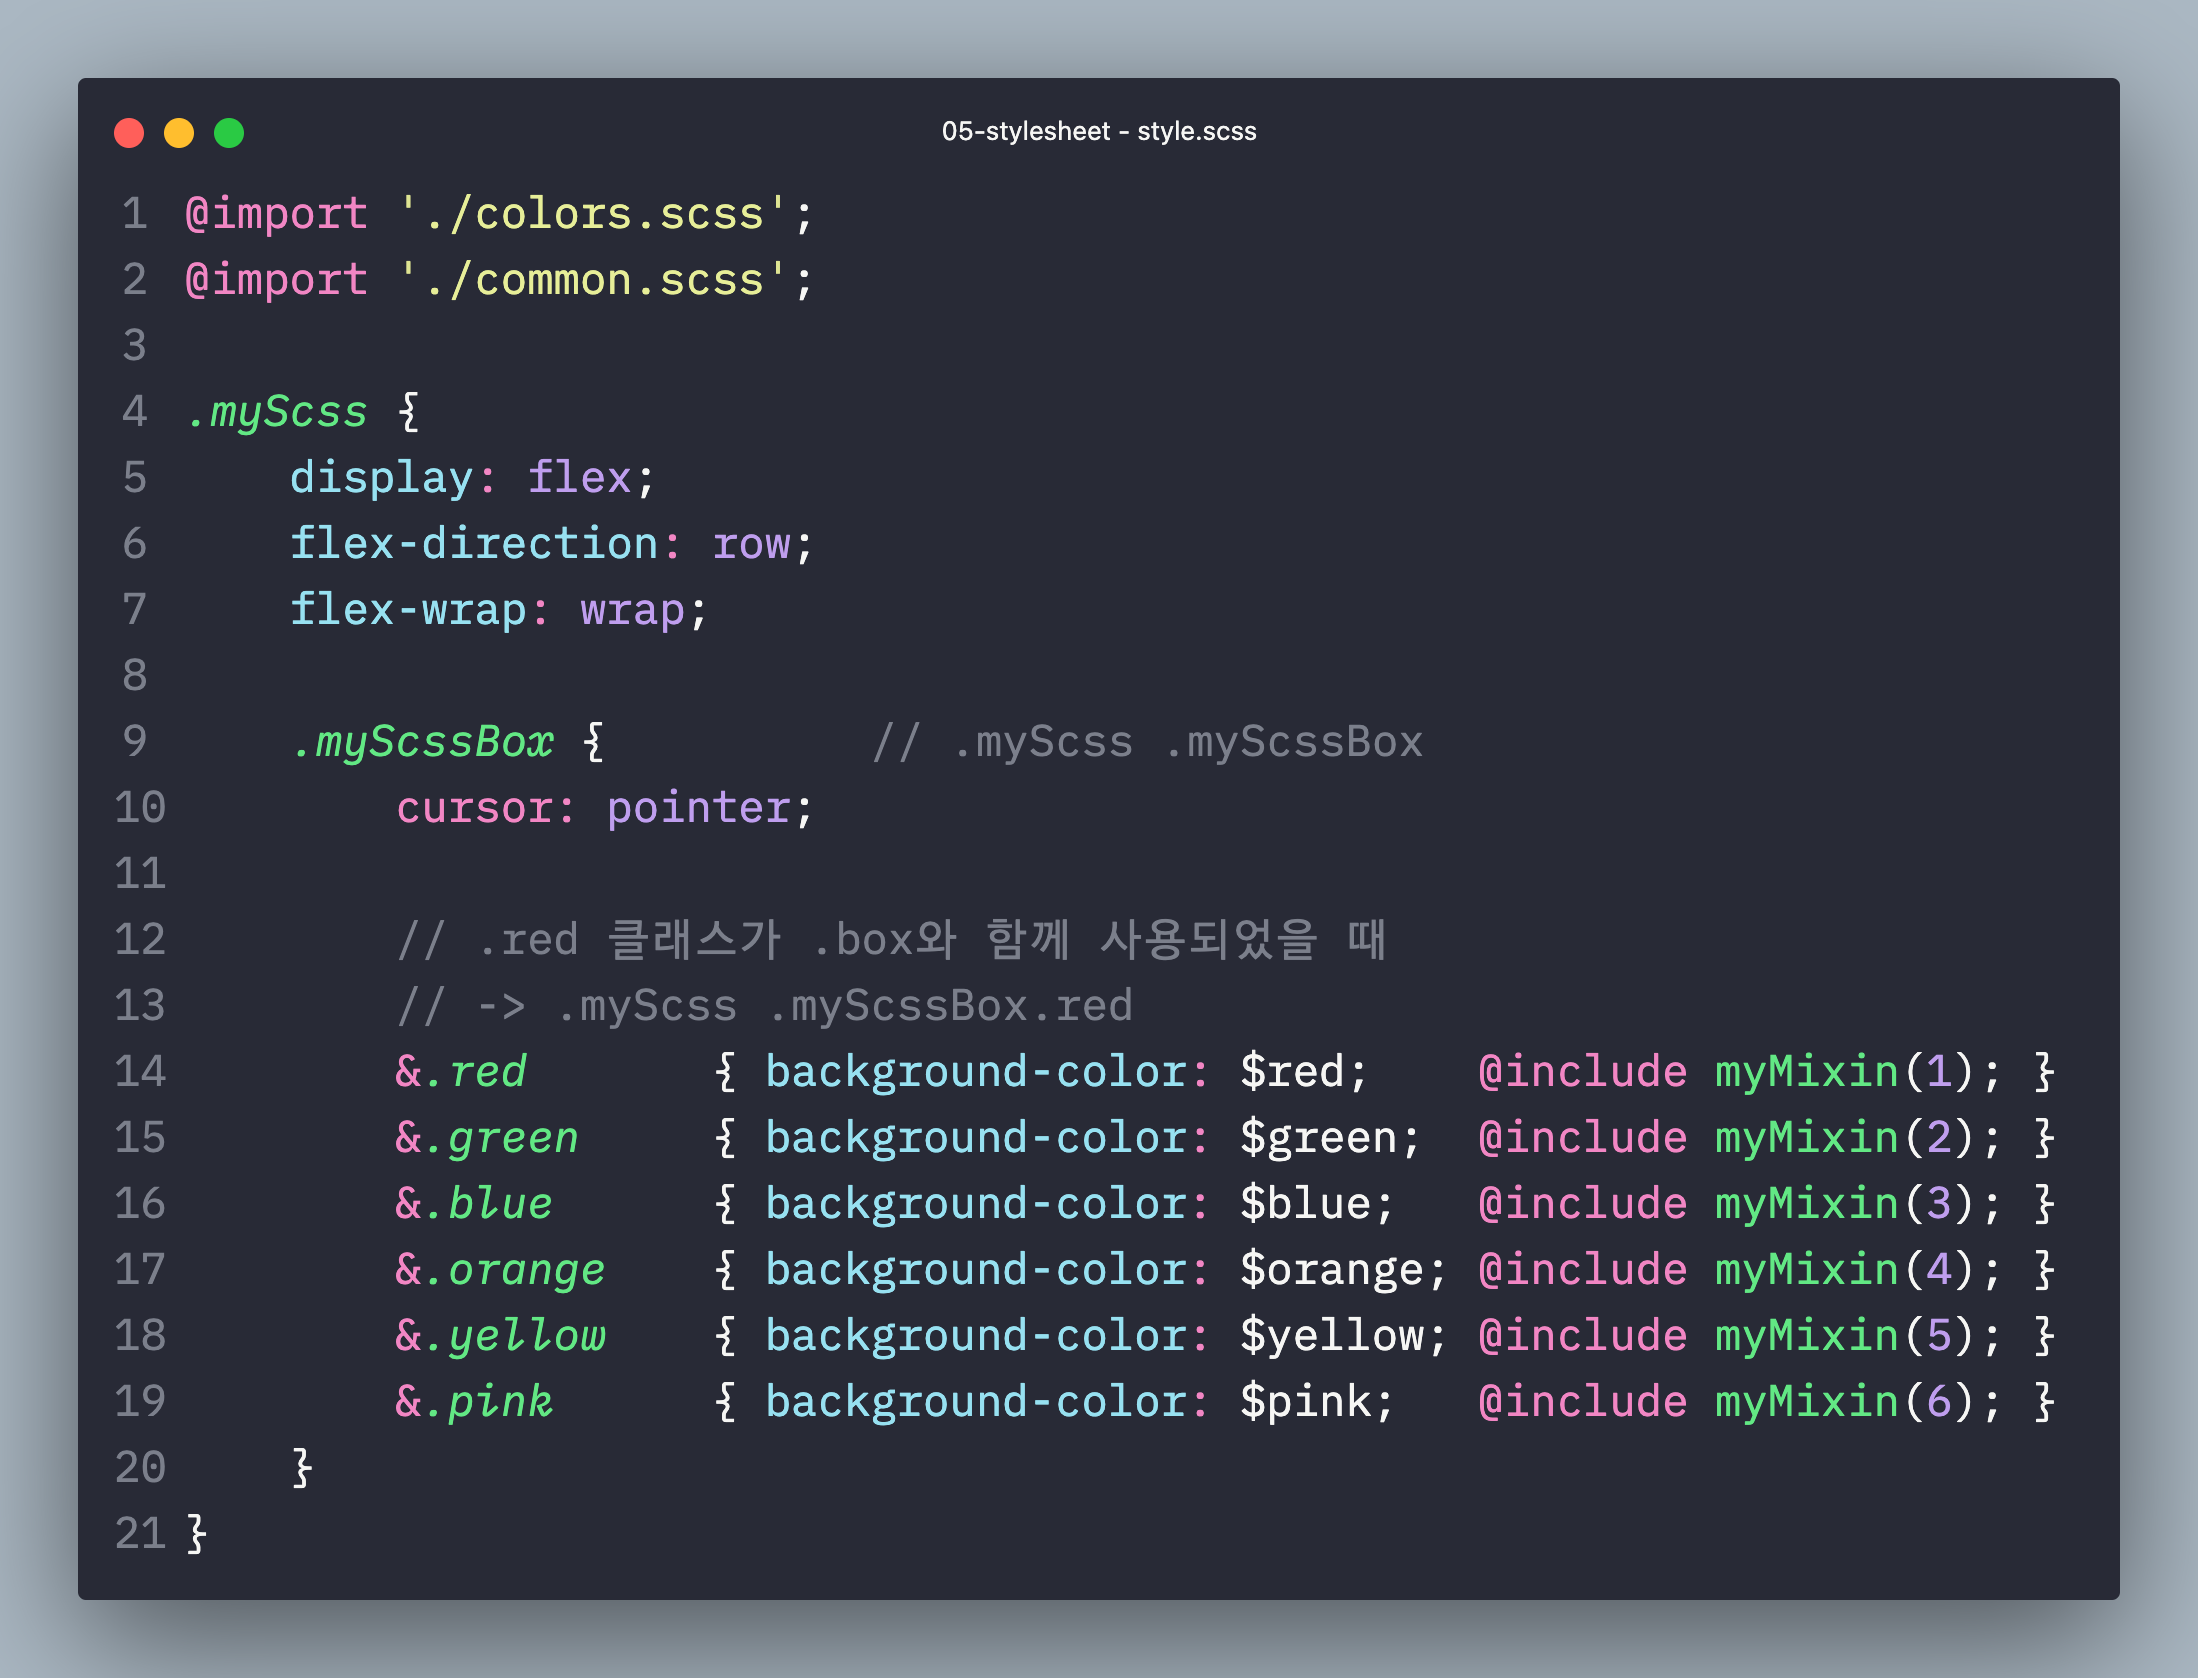 05-stylesheet - style.scss
1 @import './colors.scss';
2 @import './common.scss';
3
4 .myScss {
5     display: flex;
6     flex-direction: row;
7     flex-wrap: wrap;
8
9     .myScssBox {          // .myScss .myScssBox
10         cursor: pointer;
11
12         // .red 클래스가 .box와 함께 사용되었을 때
13         // -> .myScss .myScssBox.red
14         &.red       { background-color: $red;    @include myMixin(1); }
15         &.green     { background-color: $green;  @include myMixin(2); }
16         &.blue      { background-color: $blue;   @include myMixin(3); }
17         &.orange    { background-color: $orange; @include myMixin(4); }
18         &.yellow    { background-color: $yellow; @include myMixin(5); }
19         &.pink      { background-color: $pink;   @include myMixin(6); }
20     }
21 }